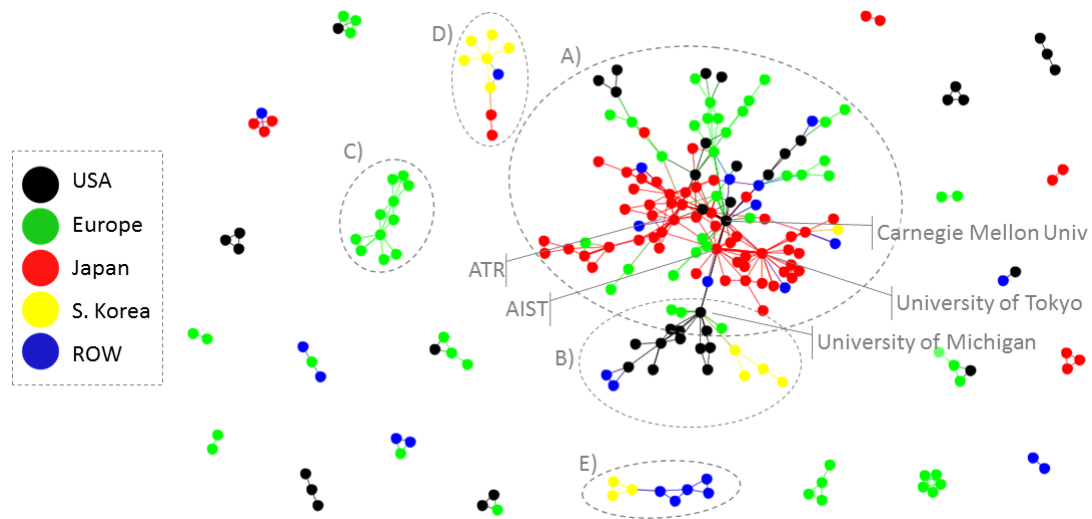 D)
A)
C)
USA
Europe
Japan
S. Korea
ROW
Carnegie Mellon Univ
ATR
AIST
University of Tokyo
University of Michigan
B)
E)